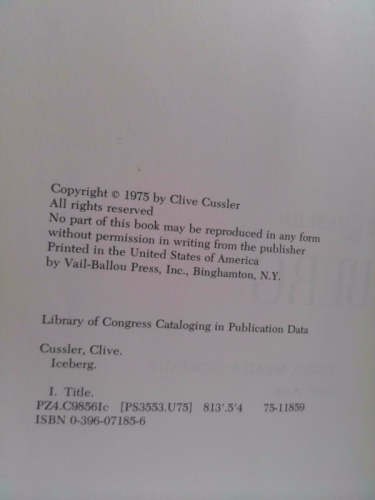 Copyright © 1975 by Clive Cussler
All rights reserved
No part of this book may be reproduced in any form
without permission in writing from the publisher
Printed in the United States of America
by Vail-Ballou Press, Inc., Binghamton, N.Y.
Library of Congress Cataloging in Publication Data
Cussler, Clive.
Iceberg.
I. Title.
PZ4.C9856Ic [PS3553.U75] 813'.5'4 75-11859
ISBN 0-396-07185-6